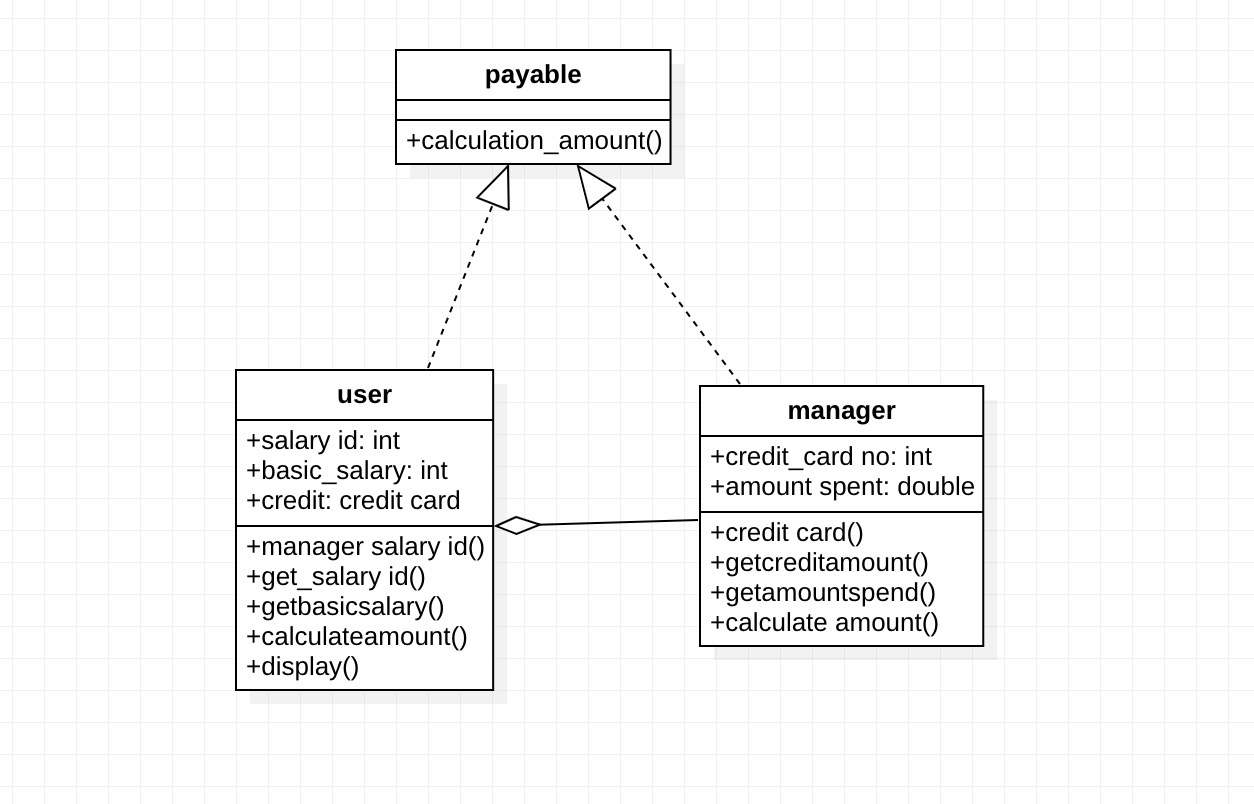 payable
+calculation_amount()
user
+salary id: int
+basic_salary: int
+credit: credit card
+manager salary id()
+get_salary id()
+getbasicsalary()
+calculateamount()
+display()
manager
+credit_card no: int
+amount spent: double
+credit card()
+getcreditamount()
+getamountspend()
+calculate amount()